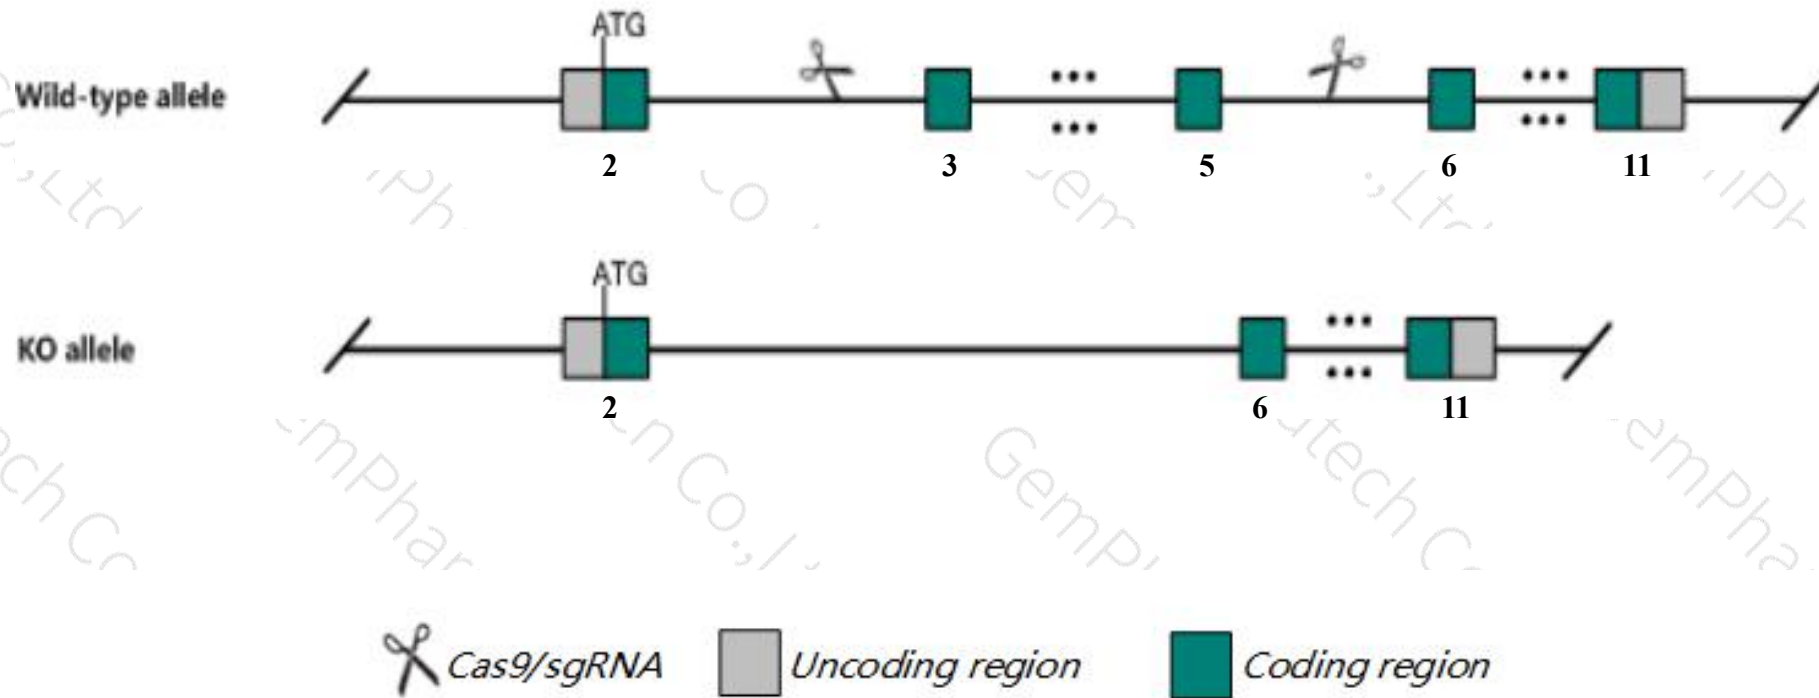 ATG
Wild-type allele
2 3 5 6 11
ATG
KO allele
2 6 11
Cas9/sgRNA Uncoding region Coding region